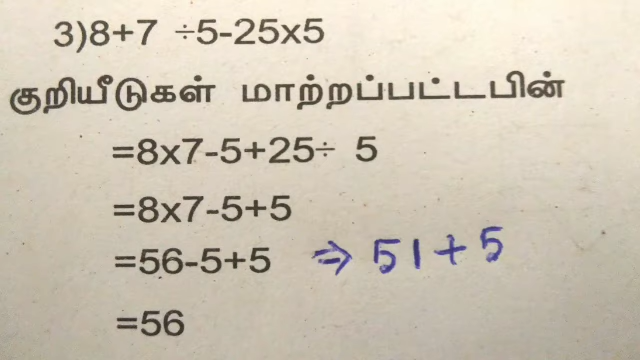 3)8+7 ÷5-25x5
குறியீடுகள் மாற்றப்பட்டபின்
=8x7-5+25÷ 5
=8x7-5+5
=56-5+5 ⇒ 51+5
=56